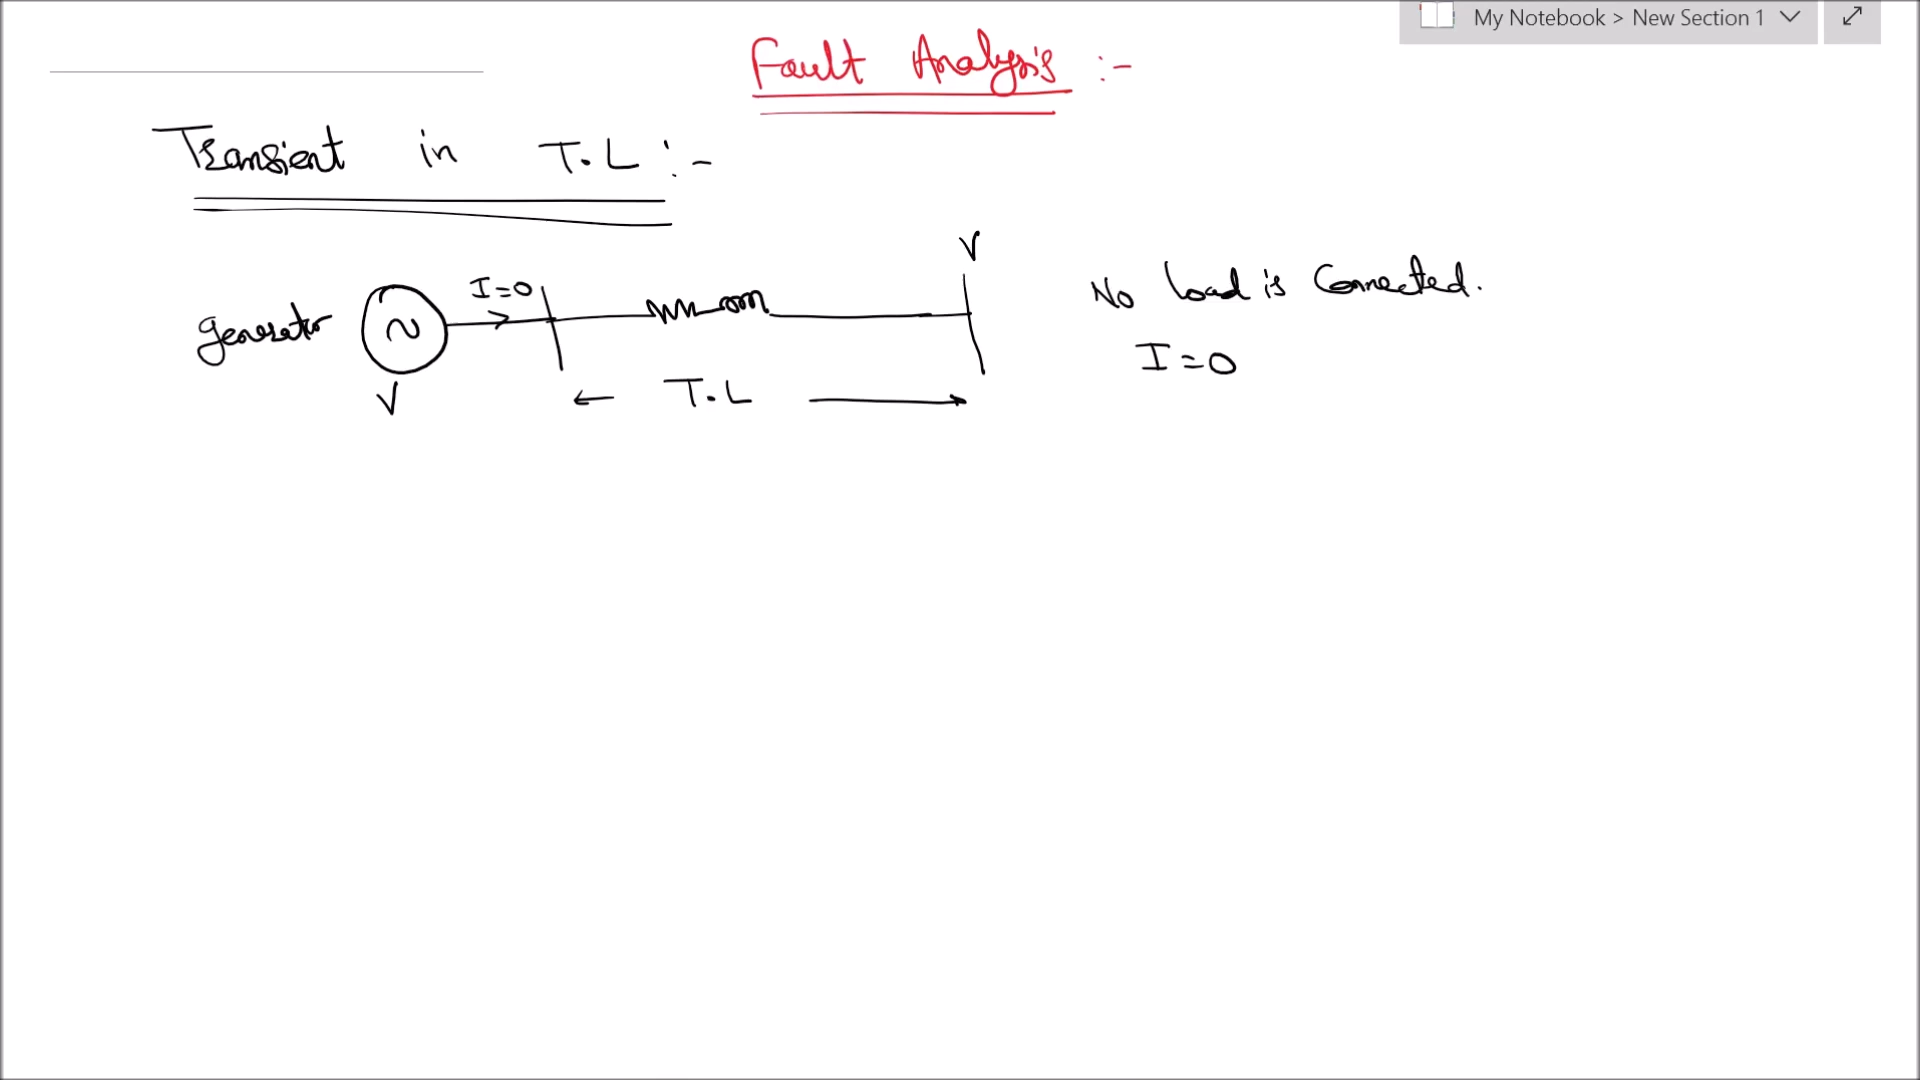 My Notebook > New Section 1
Fault Analysis :-
Transient in T.L :-
V
I=0
No load is Connected.
generator
I=0
V
T.L